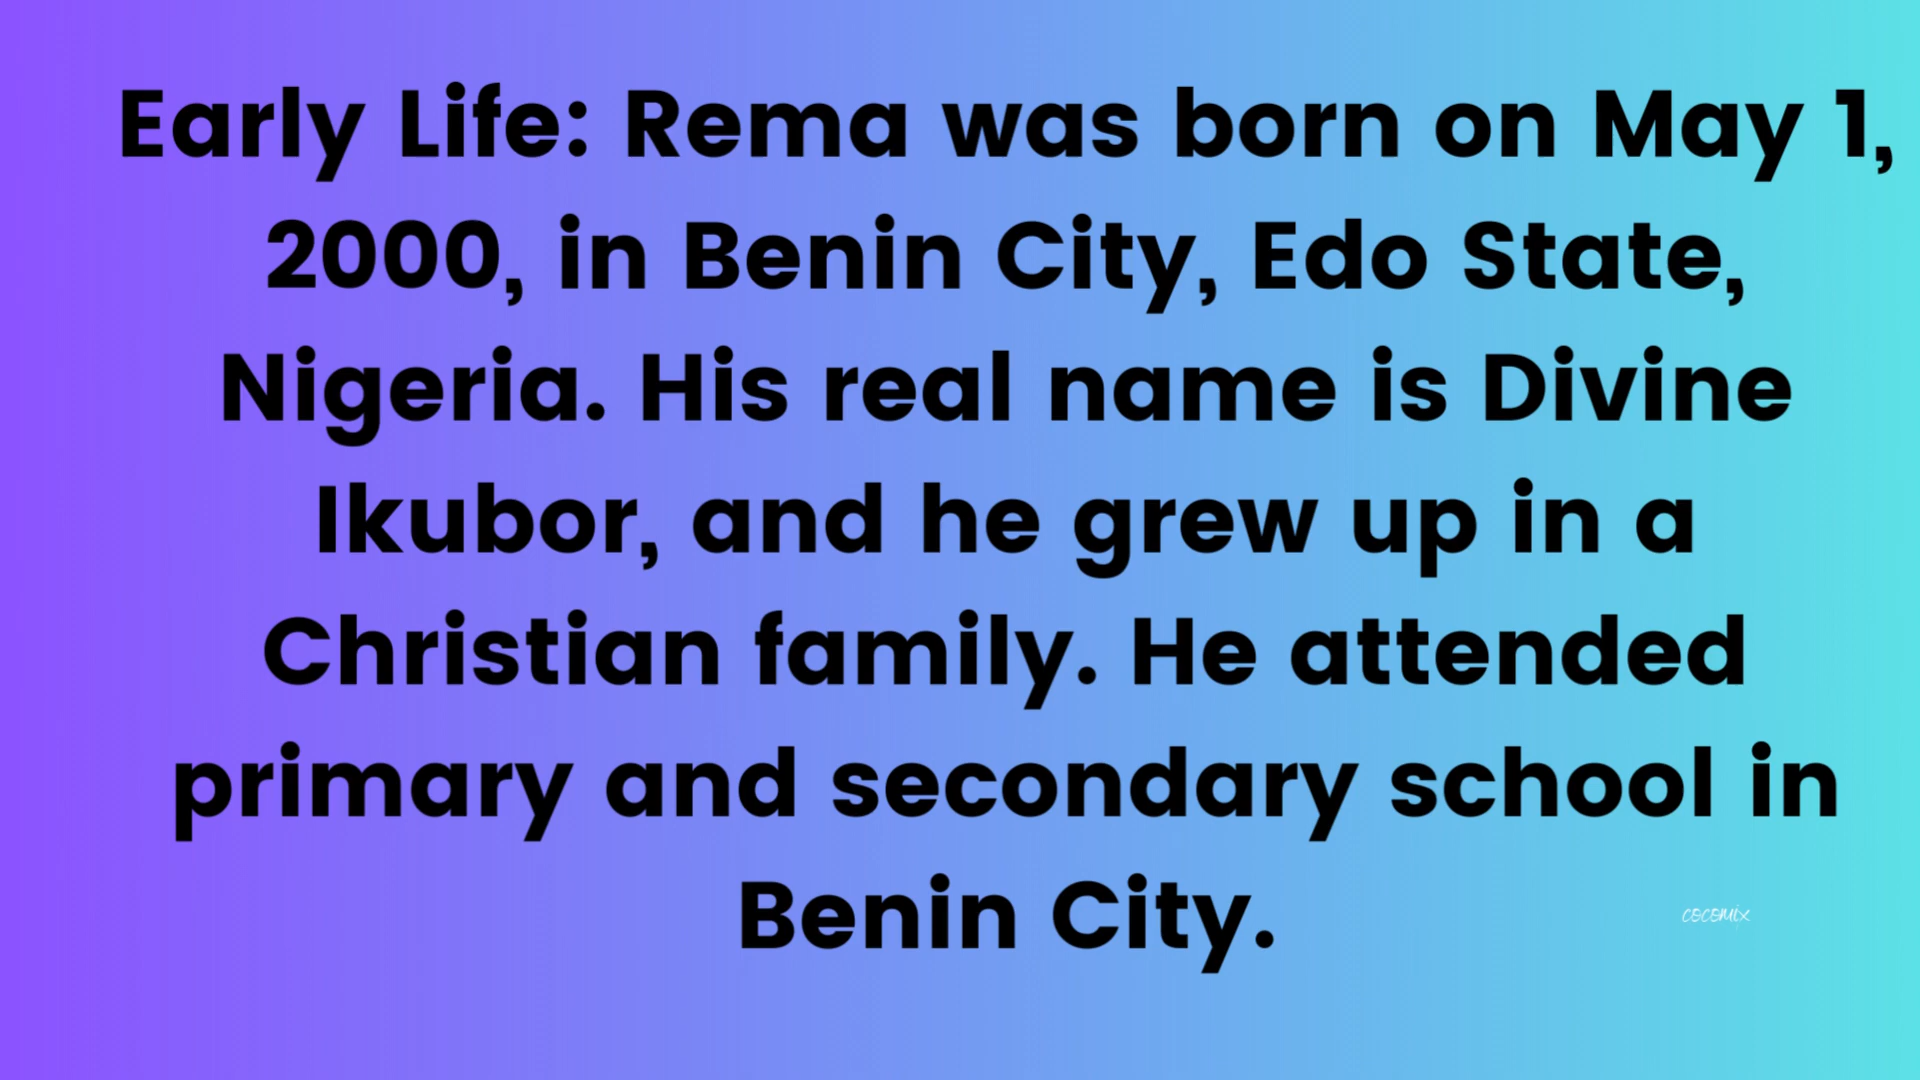 Early Life: Rema was born on May 1,
2000, in Benin City, Edo State,
Nigeria. His real name is Divine
Ikubor, and he grew up in a
Christian family. He attended
primary and secondary school in
Benin City.
cocomix